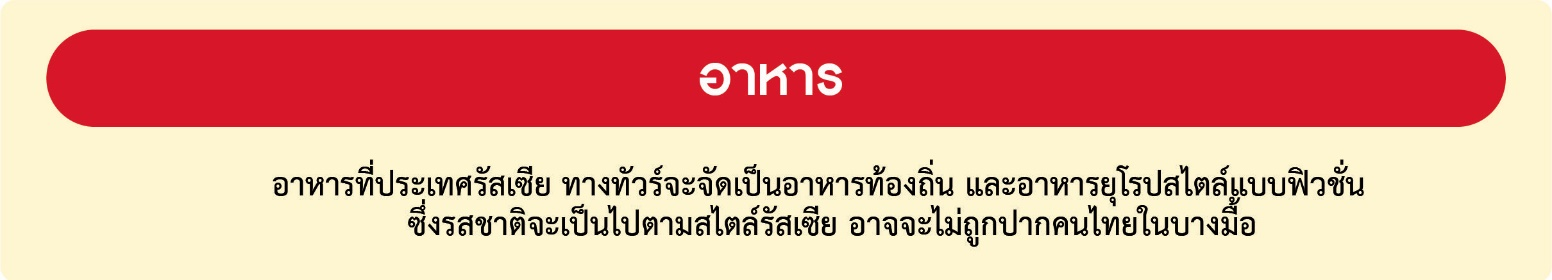 อาหาร
อาหารที่ประเทศรัสเซีย ทางทัวร์จะจัดเป็นอาหารท้องถิ่น และอาหารยุโรปสไตล์แบบฟิวชั่น
ซึ่งรสชาติจะเป็นไปตามสไตล์รัสเซีย อาจจะไม่ถูกปากคนไทยในบางมื้อ